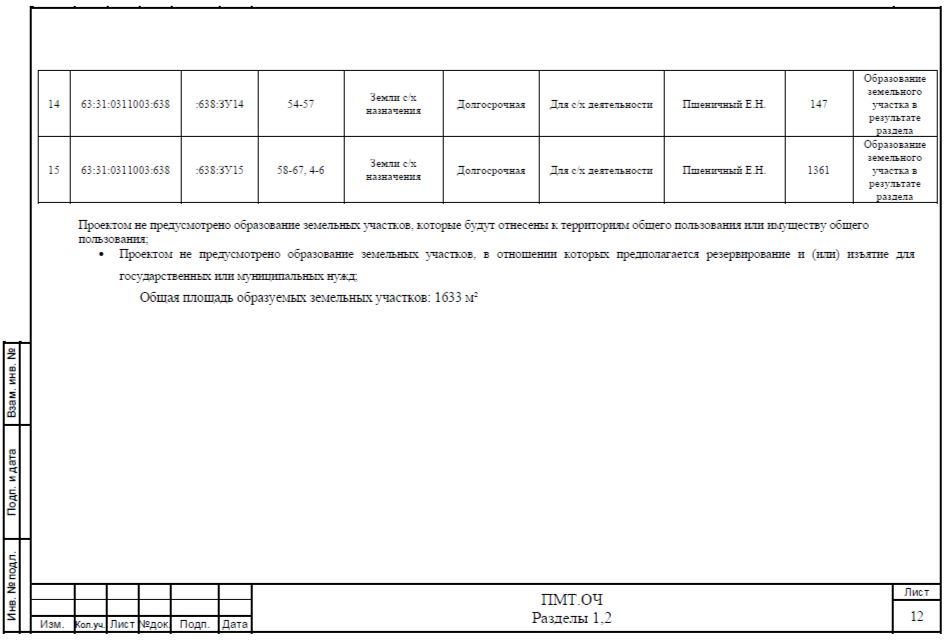 Образование
земельного
14 63:31:0311003:638 :638:ЗУ14 54-57 Земли с/х назначения Долгосрочная Для с/х деятельности Пшеничный Е.Н. 147 участка в
результате
раздела
Образование
земельного
15 63:31:0311003:638 :638:ЗУ15 58-67, 4-6 Земли с/х назначения Долгосрочная Для с/х деятельности Пшеничный Е.Н. 1361 участка в
результате
раздела
Проектом не предусмотрено образование земельных участков, которые будут отнесены к территориям общего пользования или имуществу общего
пользования;
• Проектом не предусмотрено образование земельных участков, в отношении которых предполагается резервирование и (или) изъятие для
государственных или муниципальных нужд;
Общая площадь образуемых земельных участков: 1633 м²
Взам. инв. №
Подп. и дата
Инв. № подл.
Изм. Кол.уч. Лист №док Подп. Дата
ПМТ.ОЧ
Разделы 1,2
Лист
12